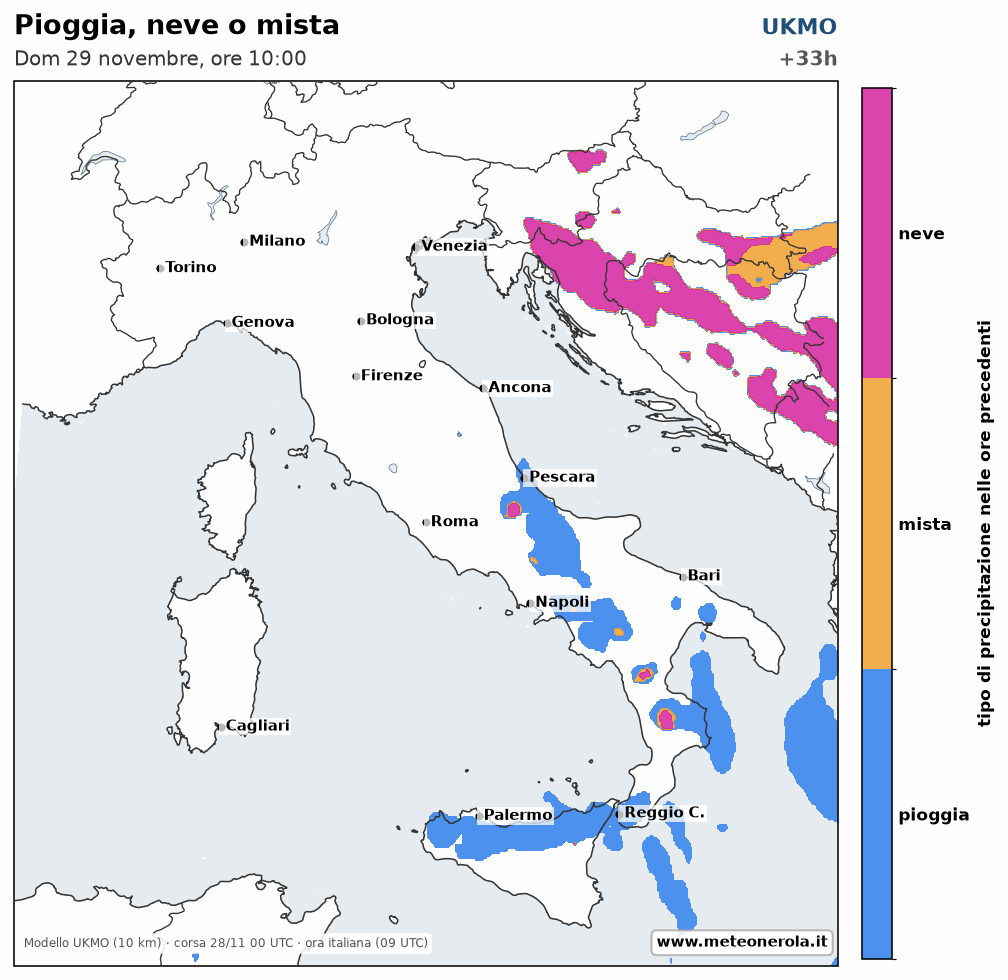 Pioggia, neve o mista
UKMO
Dom 29 novembre, ore 10:00
+33h
neve
mista
pioggia
tipo di precipitazione nelle ore precedenti
Milano
Venezia
Torino
Genova
Bologna
Firenze
Ancona
Pescara
Roma
Bari
Napoli
Cagliari
Palermo
Reggio C.
Modello UKMO (10 km) · corsa 28/11 00 UTC · ora italiana (09 UTC)
www.meteonerola.it